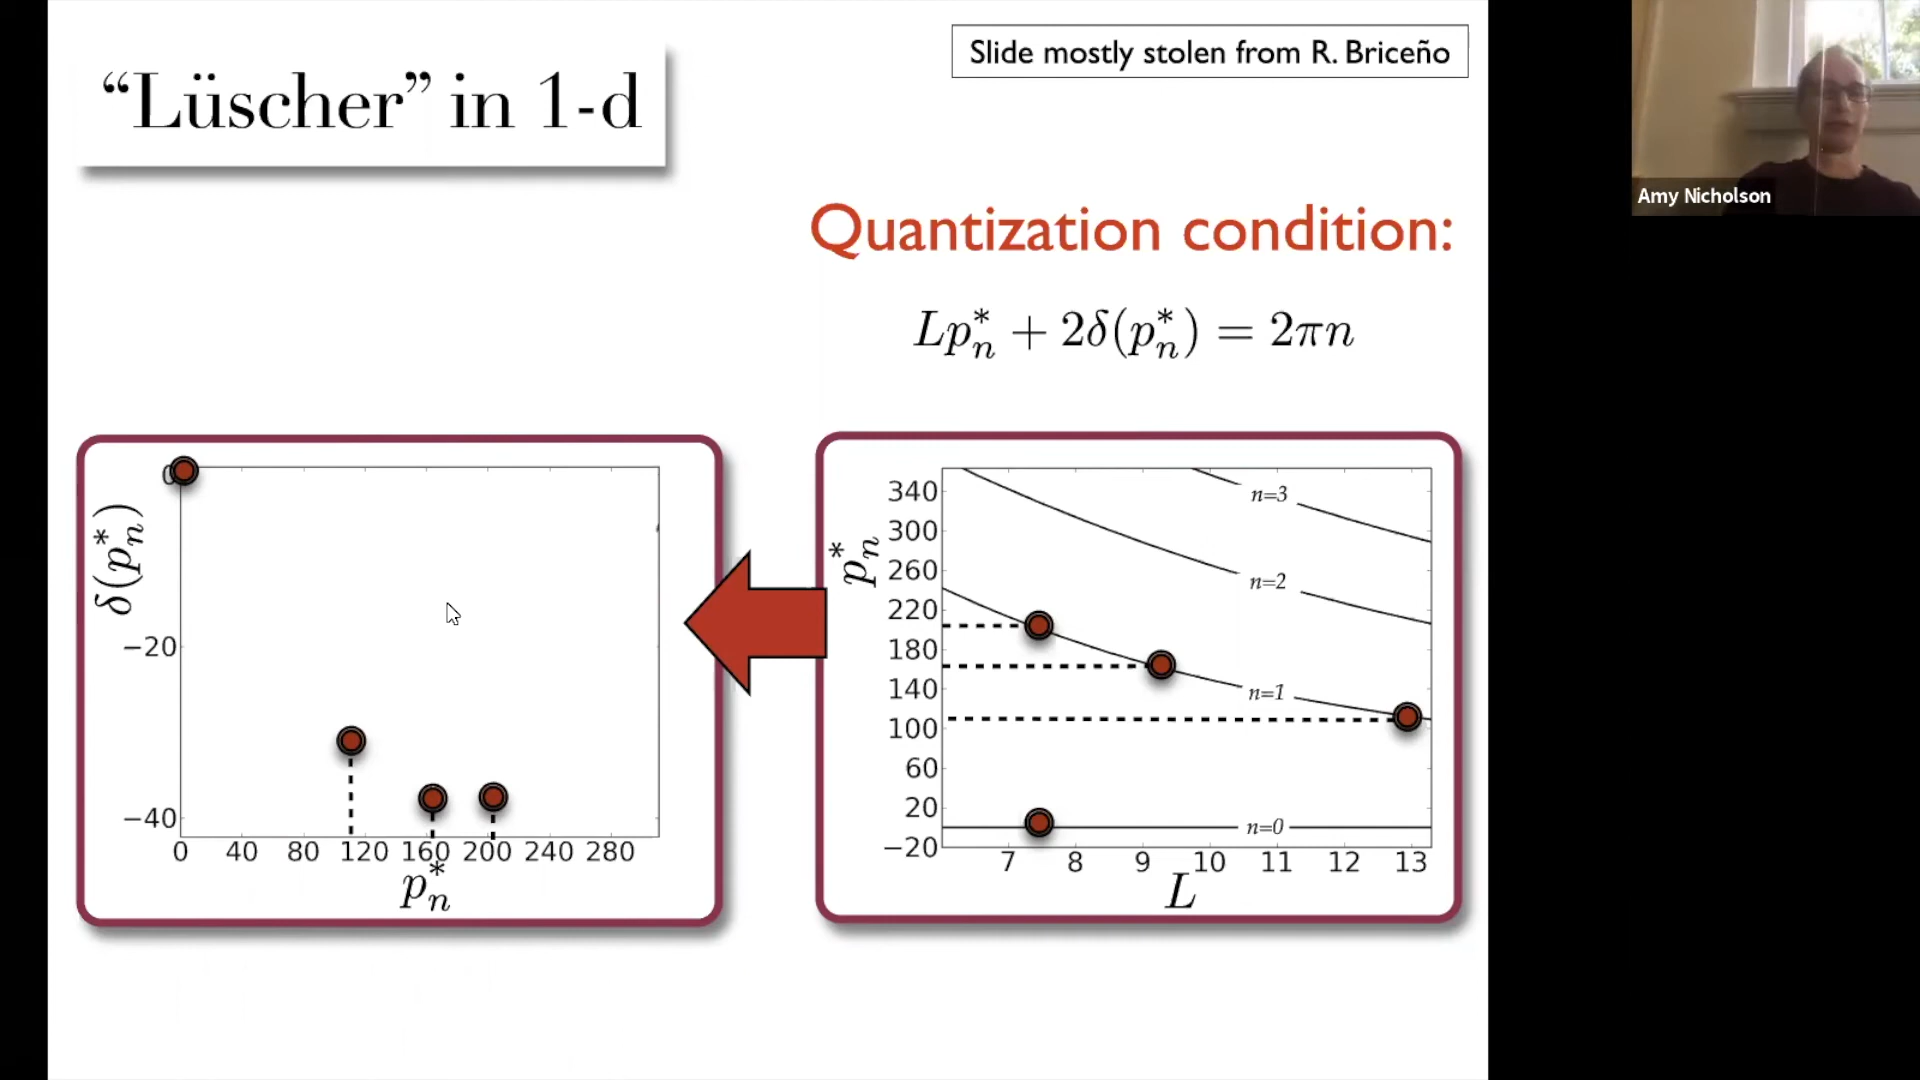 Slide mostly stolen from R. Briceño
“Lüscher” in 1-d
Amy Nicholson
Quantization condition:
Lp*ₙ + 2δ(p*ₙ) = 2πn
δ(p*ₙ)
0
−20
−40
0 40 80 120 160 200 240 280
p*ₙ
p*ₙ
340
300
260
220
180
140
100
60
20
−20
n=3
n=2
n=1
n=0
7 8 9 10 11 12 13
L